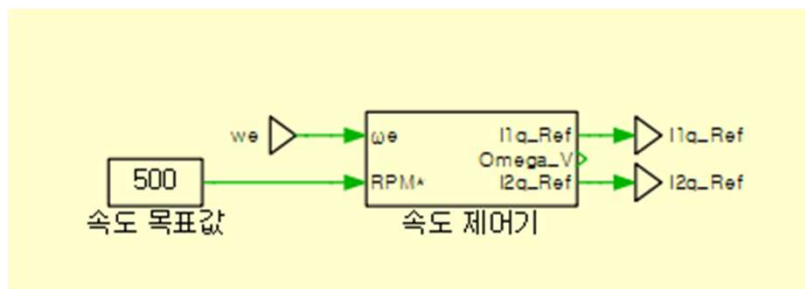 we
ωe
I1q_Ref
I1q_Ref
Omega_V
500
RPM*
I2q_Ref
I2q_Ref
속도 목표값
속도 제어기